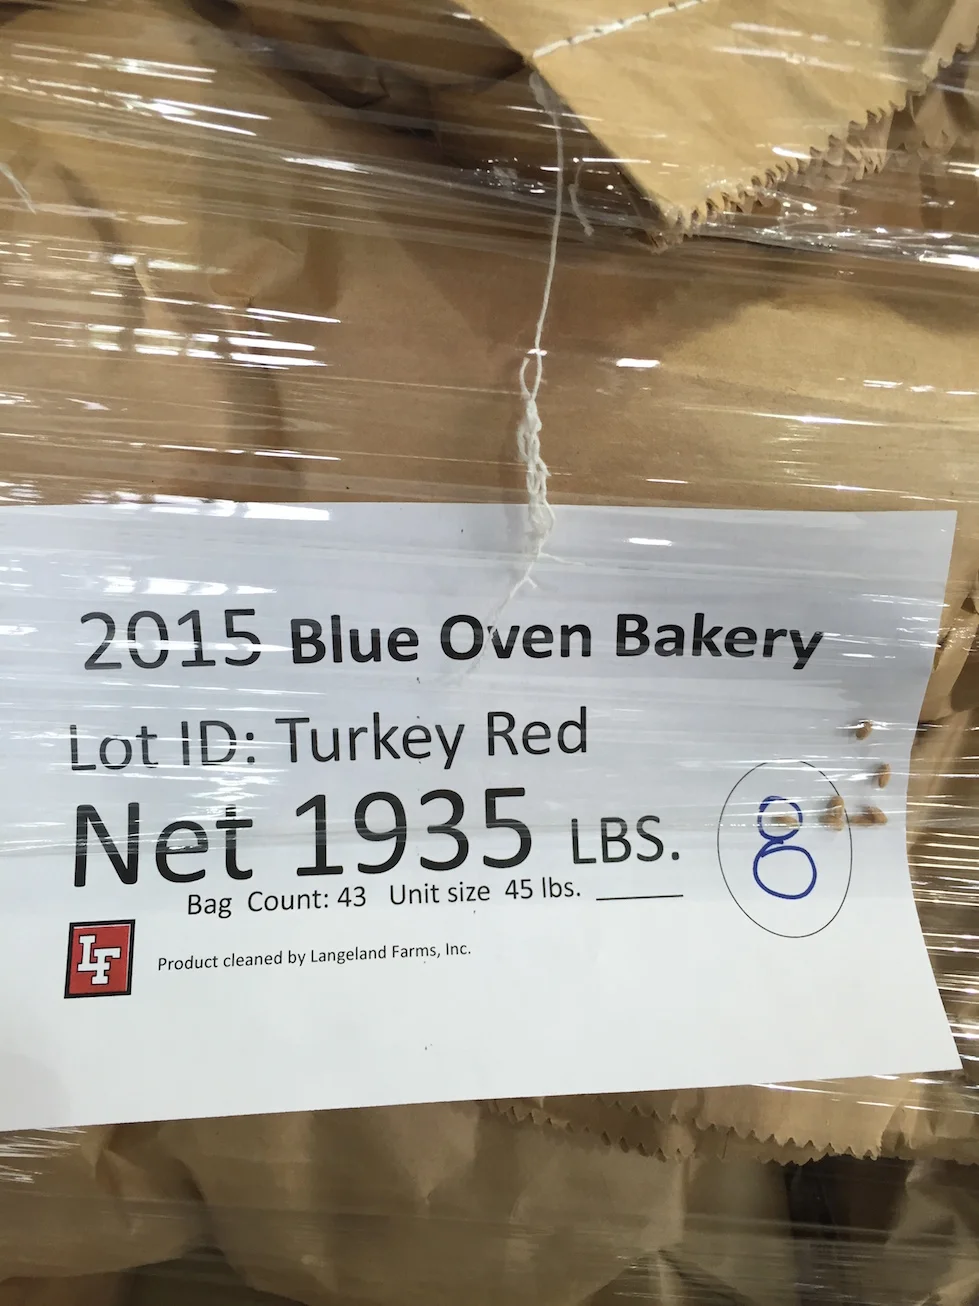 2015 Blue Oven Bakery
Lot ID: Turkey Red
Net 1935 LBS.
8
Bag Count: 43 Unit size 45 lbs. ______
LF
Product cleaned by Langeland Farms, Inc.